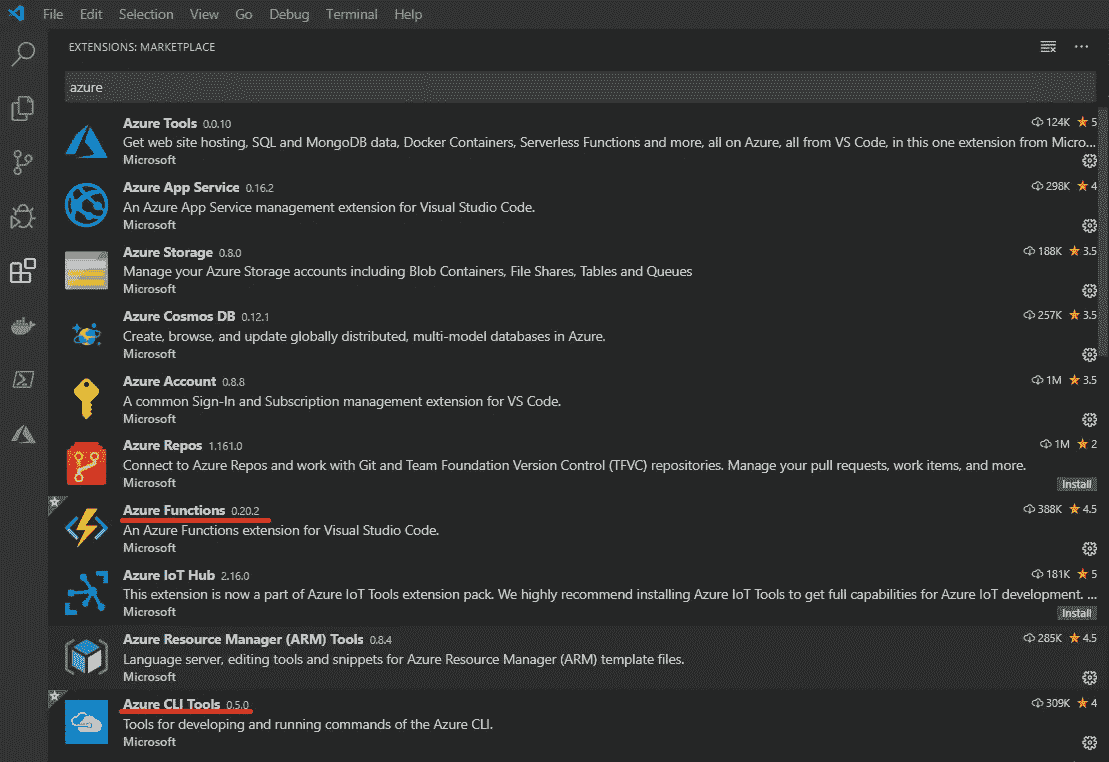 File Edit Selection View Go Debug Terminal Help
EXTENSIONS: MARKETPLACE
azure
Azure Tools 0.0.10 124K 5
Get web site hosting, SQL and MongoDB data, Docker Containers, Serverless Functions and more, all on Azure, all from VS Code, in this one extension from Micro...
Microsoft
Azure App Service 0.16.2 298K 4
An Azure App Service management extension for Visual Studio Code.
Microsoft
Azure Storage 0.8.0 188K 3.5
Manage your Azure Storage accounts including Blob Containers, File Shares, Tables and Queues
Microsoft
Azure Cosmos DB 0.12.1 257K 3.5
Create, browse, and update globally distributed, multi-model databases in Azure.
Microsoft
Azure Account 0.8.8 1M 3.5
A common Sign-In and Subscription management extension for VS Code.
Microsoft
Azure Repos 1.161.0 1M 2
Connect to Azure Repos and work with Git and Team Foundation Version Control (TFVC) repositories. Manage your pull requests, work items, and more.
Microsoft Install
Azure Functions 0.20.2 388K 4.5
An Azure Functions extension for Visual Studio Code.
Microsoft
Azure IoT Hub 2.16.0 181K 5
This extension is now a part of Azure IoT Tools extension pack. We highly recommend installing Azure IoT Tools to get full capabilities for Azure IoT development. ...
Microsoft Install
Azure Resource Manager (ARM) Tools 0.8.4 285K 4.5
Language server, editing tools and snippets for Azure Resource Manager (ARM) template files.
Microsoft
Azure CLI Tools 0.5.0 309K 4
Tools for developing and running commands of the Azure CLI.
Microsoft